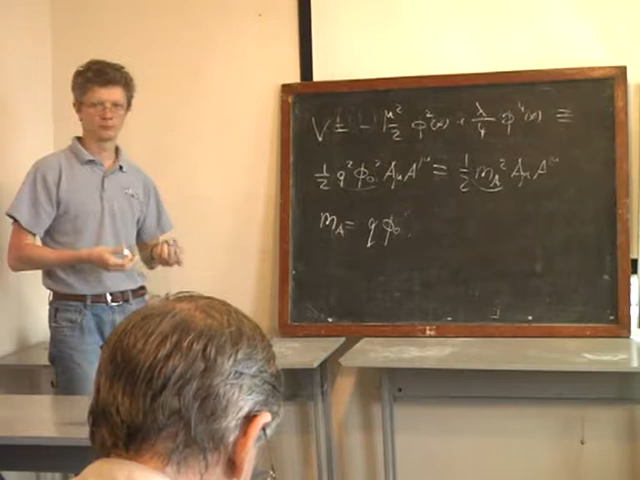 V = - μ²/2 φ²(x) + λ/4 φ⁴(x) ≡
1/2 q² φ₀² A_μ A^μ ≡ 1/2 m_A² A_μ A^μ
m_A = q φ₀